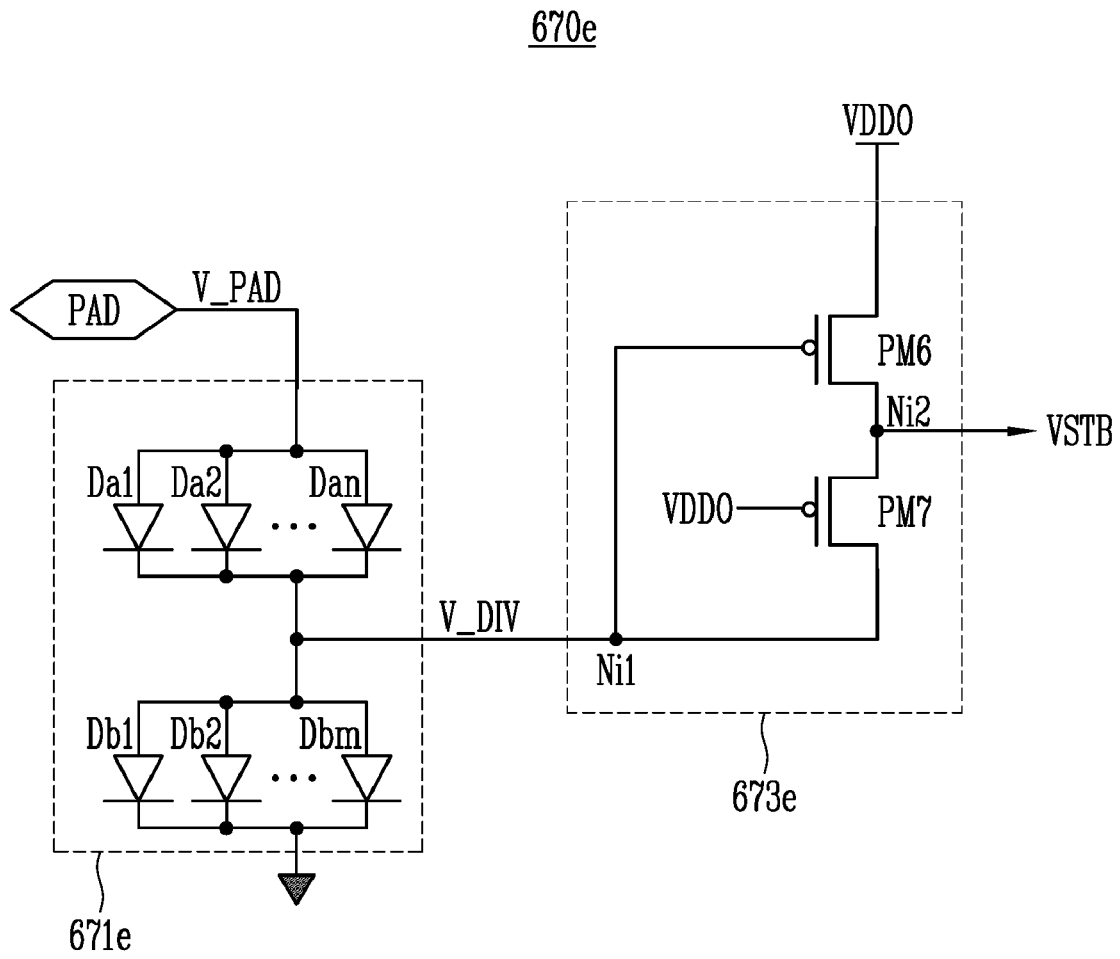 670e
VDDO
V_PAD
PAD
PM6
Ni2
VSTB
Da1 Da2 ... Dan
VDDO
PM7
V_DIV
Ni1
Db1 Db2 ... Dbm
673e
671e